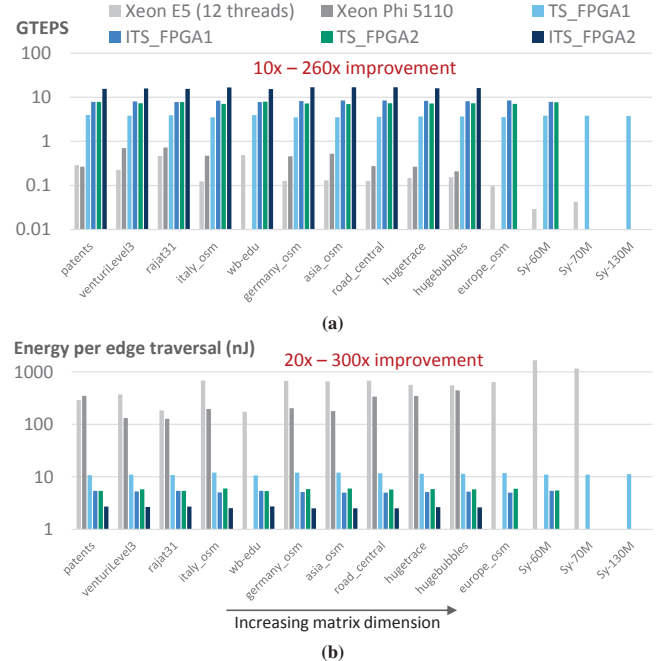 GTEPS
Xeon E5 (12 threads) Xeon Phi 5110 TS_FPGA1
ITS_FPGA1 TS_FPGA2 ITS_FPGA2
100
10x – 260x improvement
10
1
0.1
0.01
patents venturiLevel3 rajat31 italy_osm wb-edu germany_osm asia_osm road_central hugetrace hugebubbles europe_osm Sy-60M Sy-70M Sy-130M
(a)
Energy per edge traversal (nJ)
20x – 300x improvement
1000
100
10
1
patents venturiLevel3 rajat31 italy_osm wb-edu germany_osm asia_osm road_central hugetrace hugebubbles europe_osm Sy-60M Sy-70M Sy-130M
Increasing matrix dimension
(b)